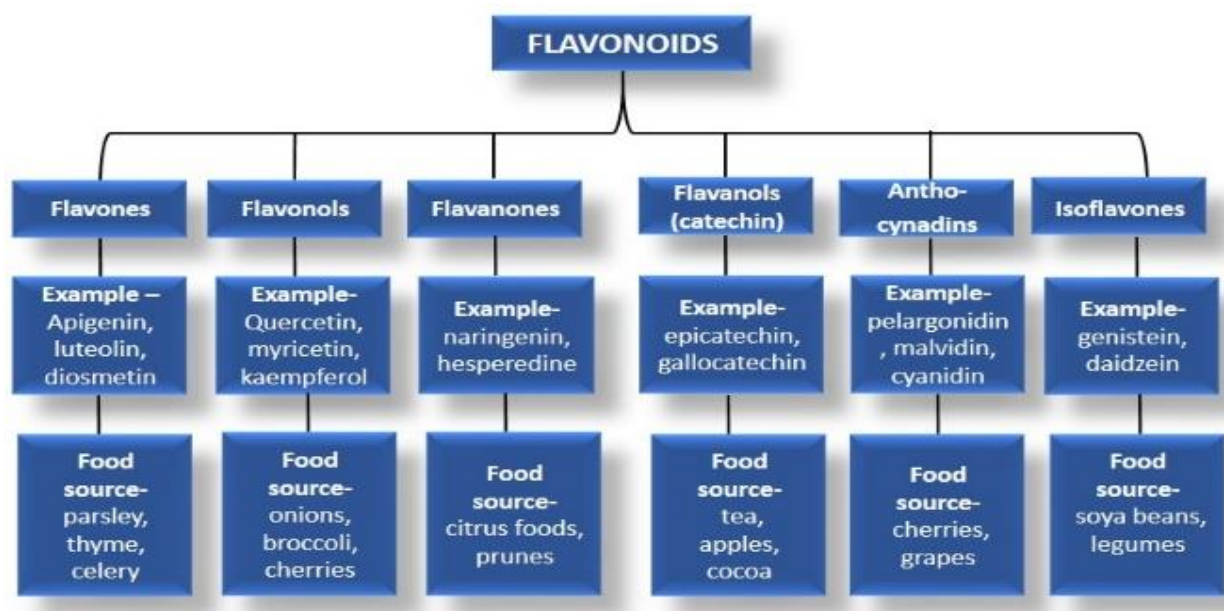 FLAVONOIDS
Flavones
Flavonols
Flavanones
Flavanols
(catechin)
Antho-
cynadins
Isoflavones
Example –
Apigenin,
luteolin,
diosmetin
Example-
Quercetin,
myricetin,
kaempferol
Example-
naringenin,
hesperedine
Example-
epicatechin,
gallocatechin
Example-
pelargonidin
, malvidin,
cyanidin
Example-
genistein,
daidzein
Food
source-
parsley,
thyme,
celery
Food
source-
onions,
broccoli,
cherries
Food
source-
citrus foods,
prunes
Food
source-
tea,
apples,
cocoa
Food
source-
cherries,
grapes
Food
source-
soya beans,
legumes